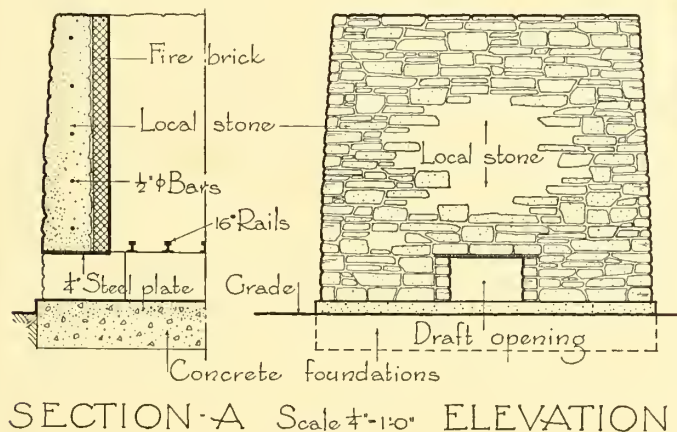 Fire brick
Local stone
Local stone
½"ϕ Bars
16# Rails
¼" Steel plate
Grade
Draft opening
Concrete foundations
SECTION·A Scale ¼"-1'-0" ELEVATION